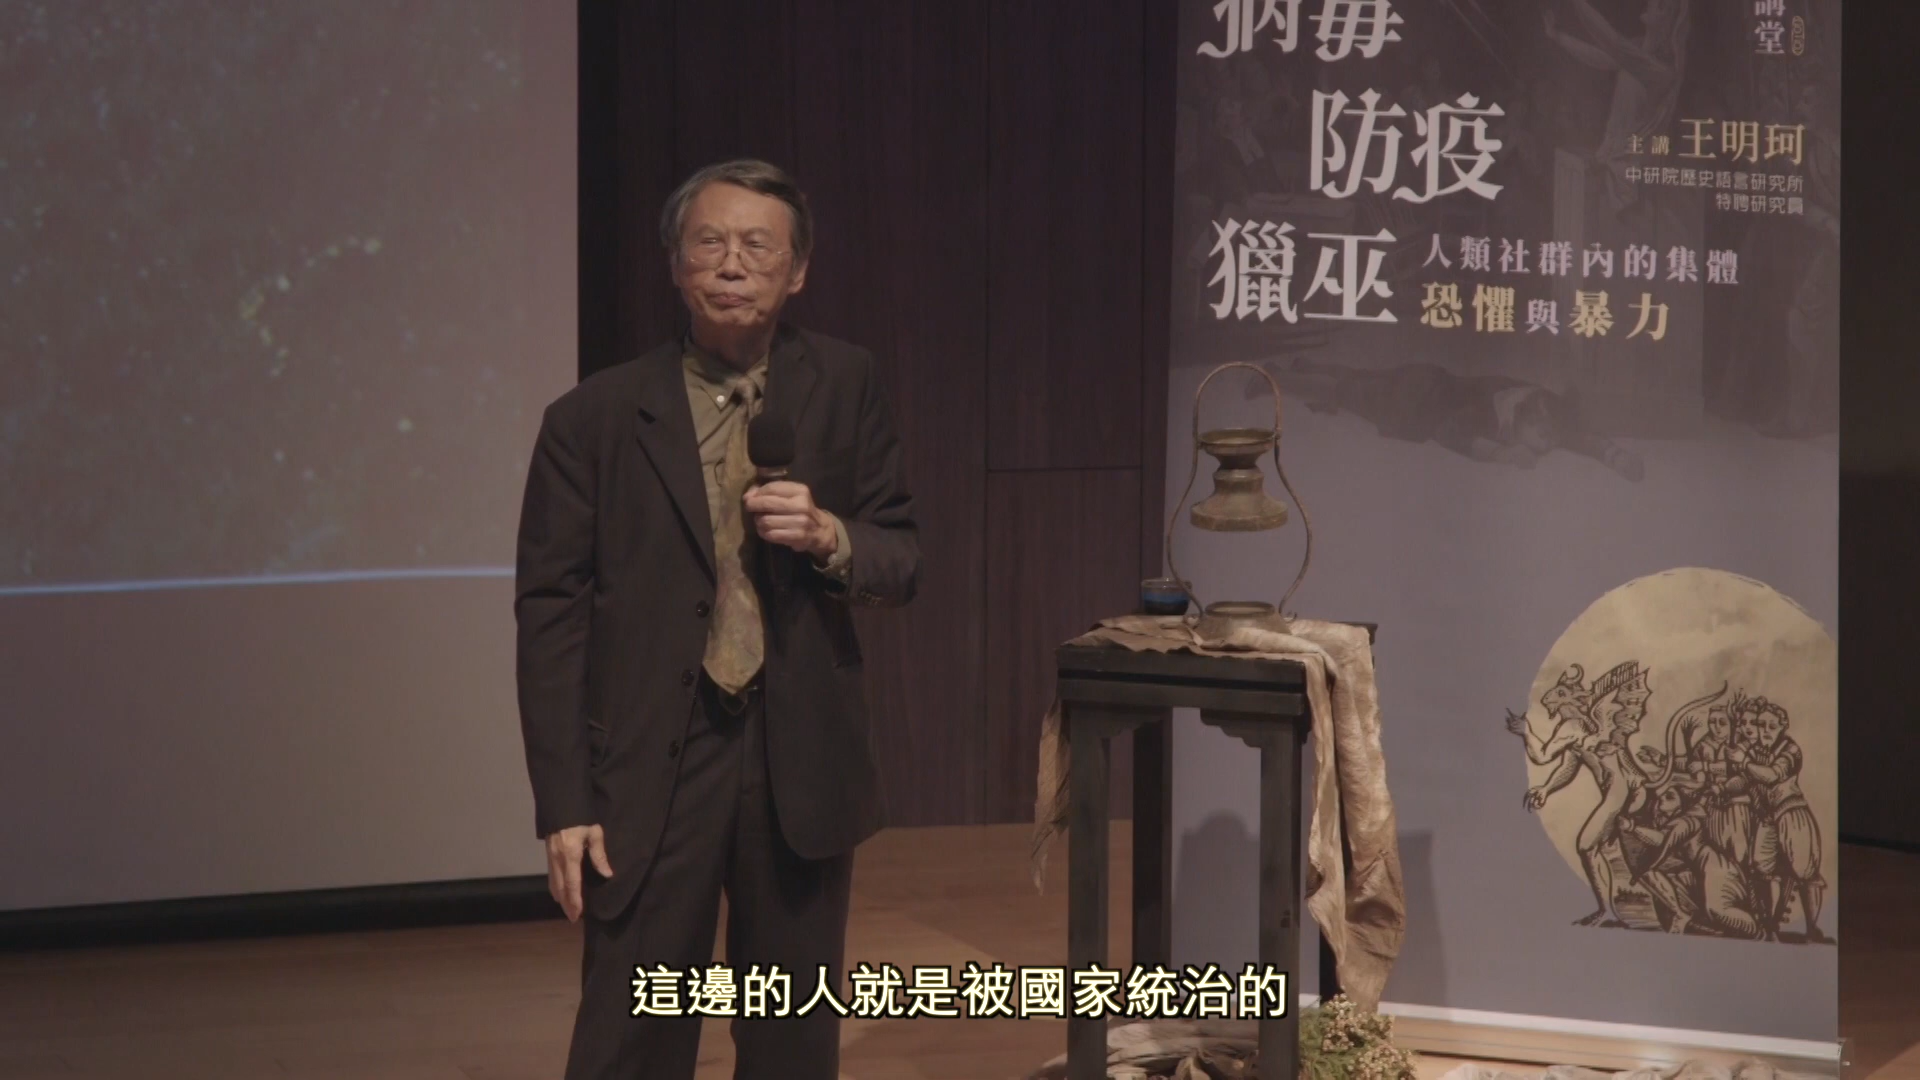 講堂
病毒
防疫
獵巫
主講 王明珂
中研院歷史語言研究所
特聘研究員
人類社群內的集體
恐懼與暴力
這邊的人就是被國家統治的